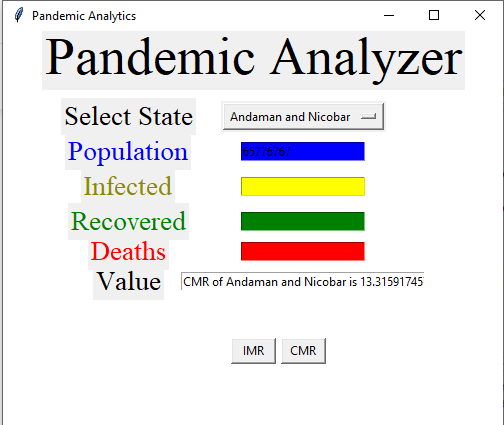 Pandemic Analytics
Pandemic Analyzer
Select State Andaman and Nicobar
Population 65776767
Infected
Recovered
Deaths
Value CMR of Andaman and Nicobar is 13.31591745
IMR CMR